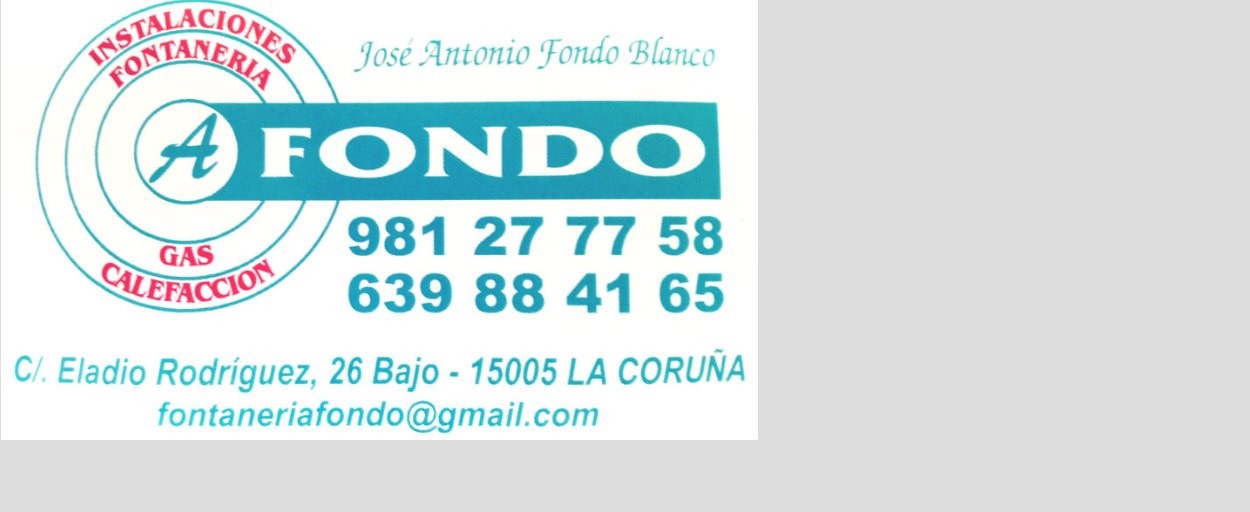 INSTALACIONES
FONTANERIA
José Antonio Fondo Blanco
A FONDO
981 27 77 58
639 88 41 65
GAS
CALEFACCION
C/. Eladio Rodríguez, 26 Bajo - 15005 LA CORUÑA
fontaneriafondo@gmail.com